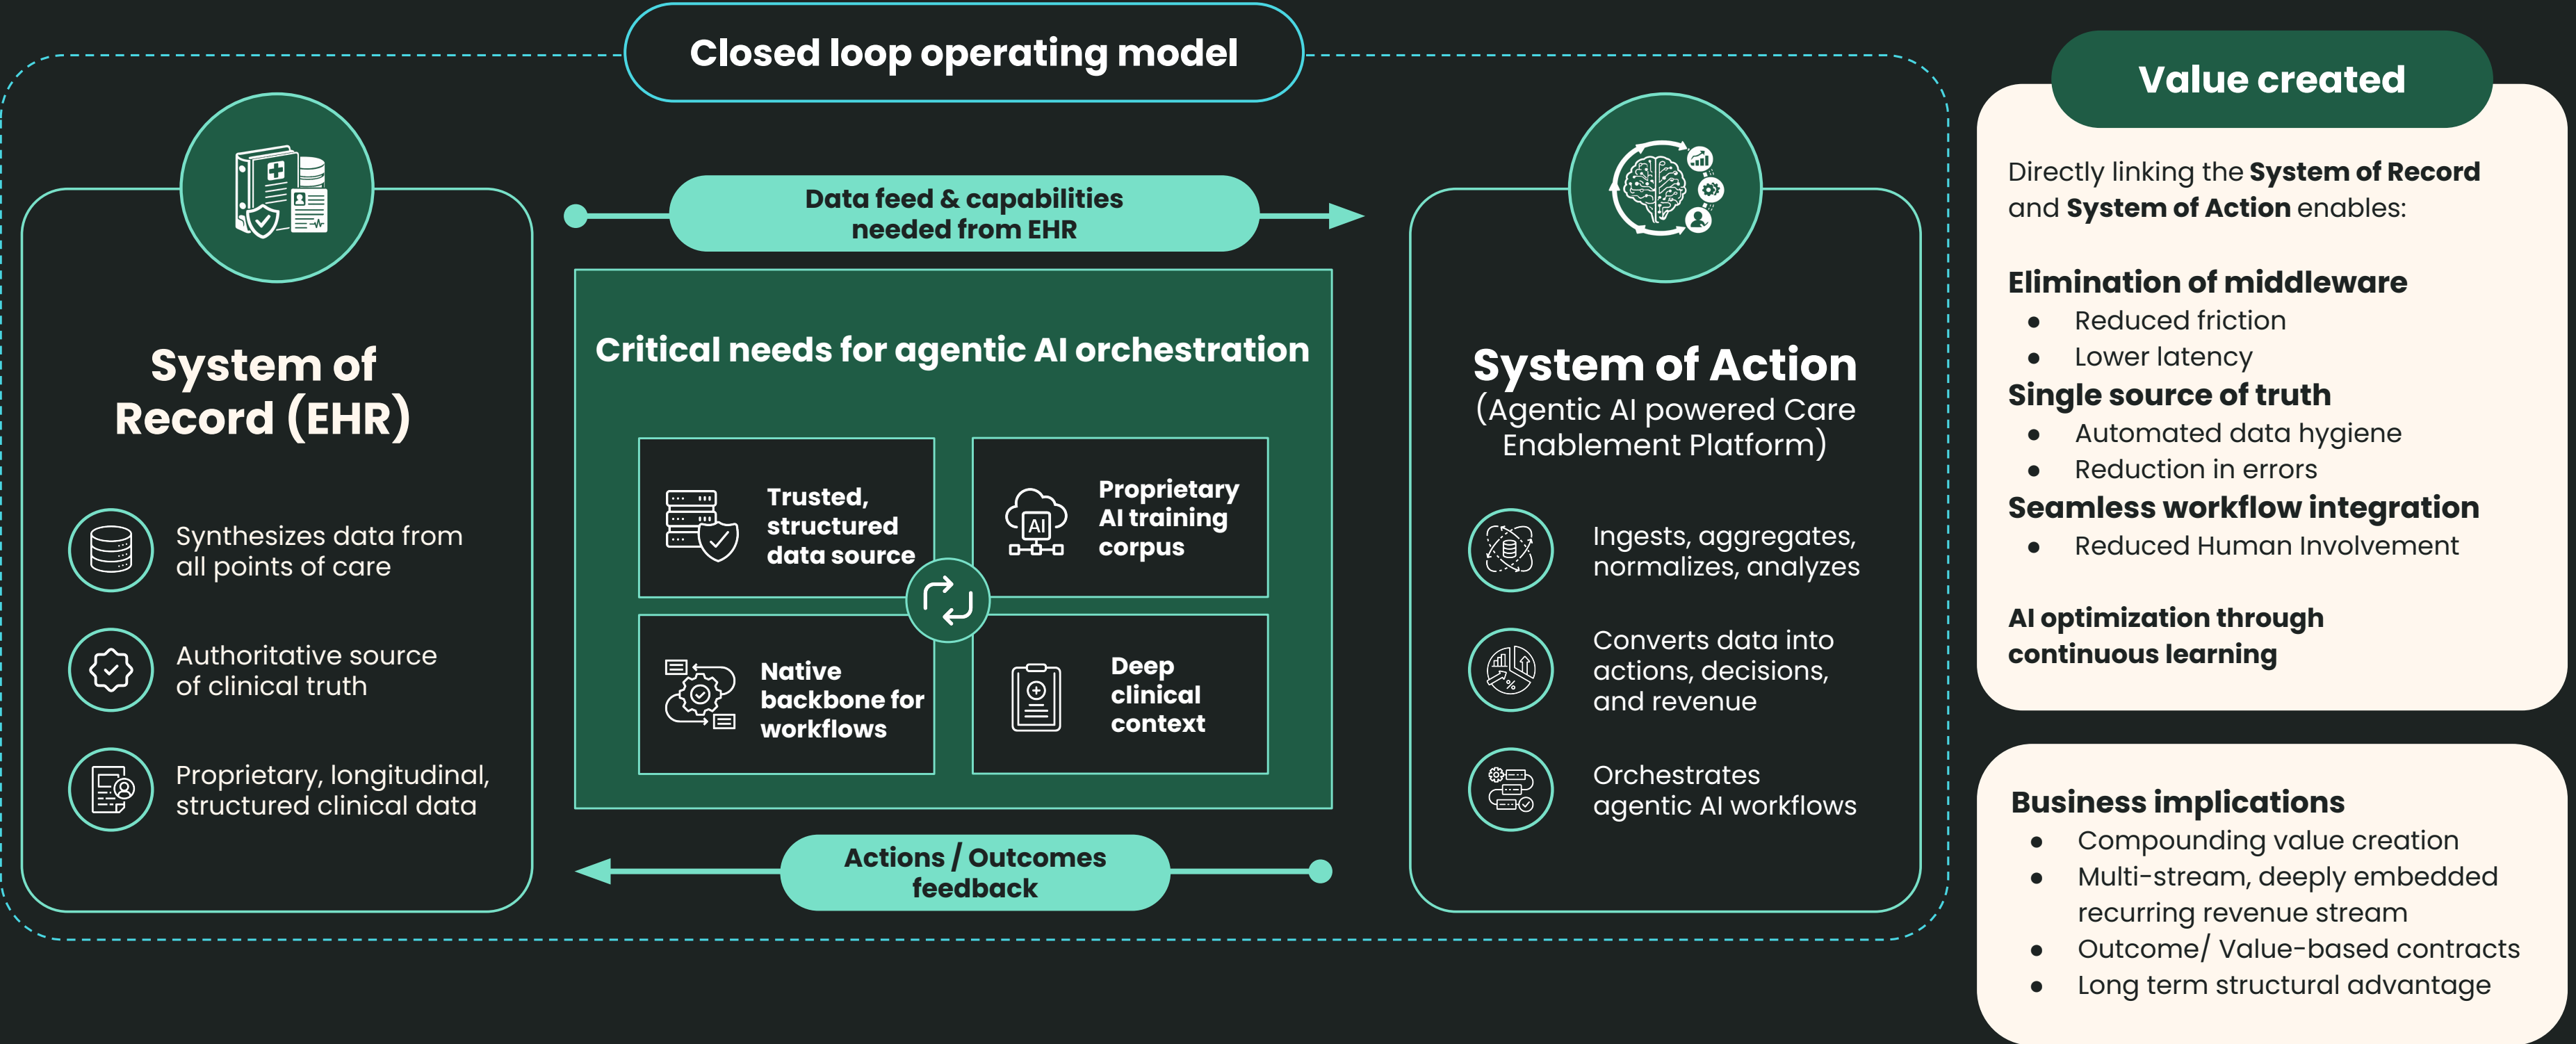 Closed loop operating model
System of
Record (EHR)
Synthesizes data from
all points of care
Authoritative source
of clinical truth
Proprietary, longitudinal,
structured clinical data
Data feed & capabilities
needed from EHR
Critical needs for agentic AI orchestration
Trusted,
structured
data source
AI
Proprietary
AI training
corpus
Native
backbone for
workflows
Deep
clinical
context
Actions / Outcomes
feedback
System of Action
(Agentic AI powered Care
Enablement Platform)
Ingests, aggregates,
normalizes, analyzes
%
Converts data into
actions, decisions,
and revenue
Orchestrates
agentic AI workflows
Value created
Directly linking the System of Record
and System of Action enables:
Elimination of middleware
● Reduced friction
● Lower latency
Single source of truth
● Automated data hygiene
● Reduction in errors
Seamless workflow integration
● Reduced Human Involvement
AI optimization through
continuous learning
Business implications
● Compounding value creation
● Multi-stream, deeply embedded
recurring revenue stream
● Outcome/ Value-based contracts
● Long term structural advantage